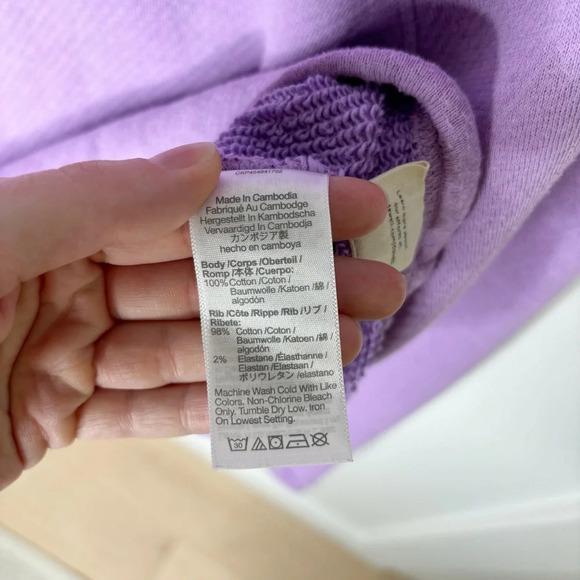 Made In Cambodia
Fabriqué Au Cambodge
Hergestellt In Kambodscha
Vervaardigd In Cambodja
カンボジア製
hecho en camboya
Body /Corps /Oberteil /
Romp /本体 /Cuerpo:
100% Cotton /Coton /
Baumwolle /Katoen /綿 /
algodón
Rib /Côte /Rippe /Rib /リブ /
Ribete:
98% Cotton /Coton /
Baumwolle /Katoen /綿 /
algodón
2% Elastane /Élasthanne /
Elastan /Elastaan /
ポリウレタン /elastano
Machine Wash Cold With Like
Colors. Non-Chlorine Bleach
Only. Tumble Dry Low. Iron
On Lowest Setting.
30